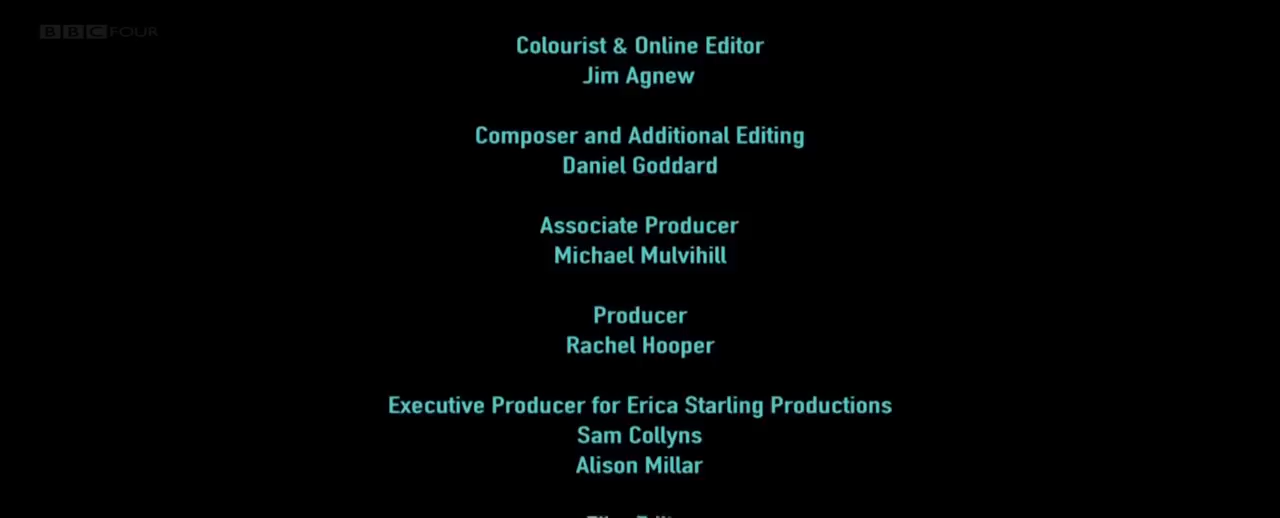 BBC FOUR
Colourist & Online Editor
Jim Agnew
Composer and Additional Editing
Daniel Goddard
Associate Producer
Michael Mulvihill
Producer
Rachel Hooper
Executive Producer for Erica Starling Productions
Sam Collyns
Alison Millar